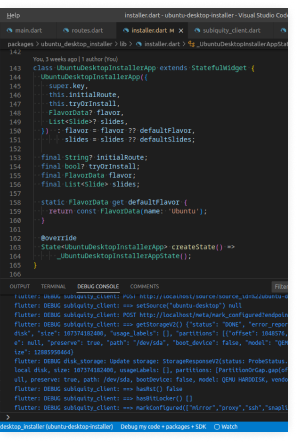 Help
installer.dart - ubuntu-desktop-installer - Visual Studio Code
main.dart routes.dart installer.dart M subiquity_client.dart
packages > ubuntu_desktop_installer > lib > installer.dart > _UbuntuDesktopInstallerAppState
142
You, 3 weeks ago | 1 author (You)
143 class UbuntuDesktopInstallerApp extends StatefulWidget {
144 UbuntuDesktopInstallerApp({
145 super.key,
146 this.initialRoute,
147 this.tryOrInstall,
148 FlavorData? flavor,
149 List<Slide>? slides,
150 }) : flavor = flavor ?? defaultFlavor,
151 slides = slides ?? defaultSlides;
152
153 final String? initialRoute;
154 final bool? tryOrInstall;
155 final FlavorData flavor;
156 final List<Slide> slides;
157
158 static FlavorData get defaultFlavor {
159 return const FlavorData(name: 'Ubuntu');
160 }
161
162 @override
163 State<UbuntuDesktopInstallerApp> createState() =>
164 _UbuntuDesktopInstallerAppState();
165 }
166
OUTPUT TERMINAL DEBUG CONSOLE COMMENTS Filter
flutter: DEBUG subiquity_client: POST http://localhost/source?source_id=%22ubuntu-d
flutter: DEBUG subiquity_client: ==> setSource("ubuntu-desktop") null
flutter: DEBUG subiquity_client: POST http://localhost/meta/mark_configured?endpoin
flutter: DEBUG subiquity_client: ==> getStorageV2() {"status": "DONE", "error_repor
disk", "size": 107374182400, "usage_labels": [], "partitions": [{"offset": 1048576,
e": null, "preserve": true, "path": "/dev/sda", "boot_device": false, "model": "QEM
ize": 12885950464}
flutter: DEBUG disk_storage: Update storage: StorageResponseV2(status: ProbeStatus.
local disk, size: 107374182400, usageLabels: [], partitions: [PartitionOrGap.gap(of
ull, preserve: true, path: /dev/sda, bootDevice: false, model: QEMU HARDDISK, vendo
flutter: DEBUG subiquity_client: ==> hasRst() false
flutter: DEBUG subiquity_client: ==> hasBitLocker() []
flutter: DEBUG subiquity_client: ==> markConfigured(["mirror","proxy","ssh","snapli
desktop_installer (ubuntu-desktop-installer) Debug my code + packages + SDK Watch